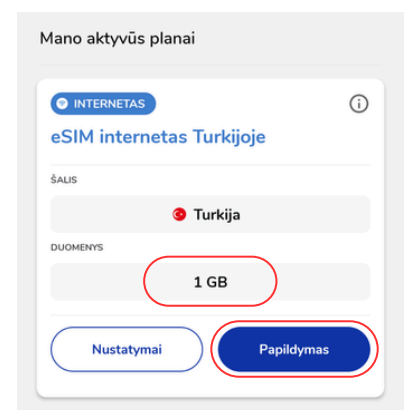 Mano aktyvūs planai
INTERNETAS
eSIM internetas Turkijoje
ŠALIS
Turkija
DUOMENYS
1 GB
Nustatymai
Papildymas